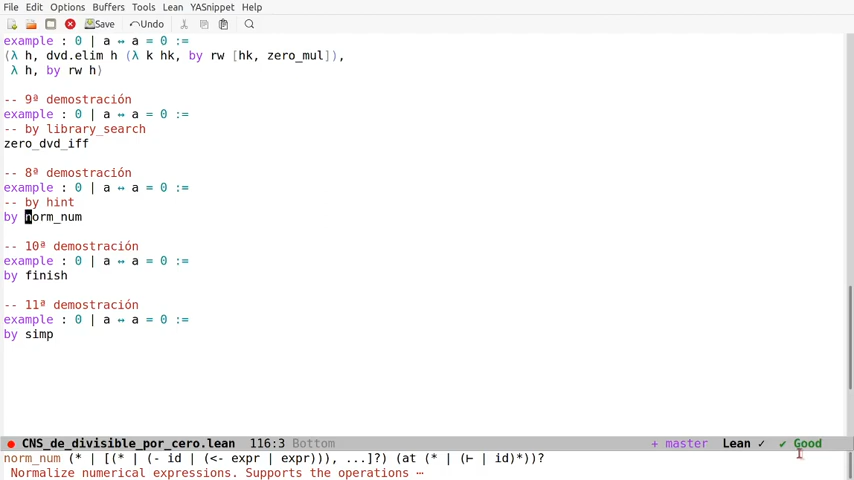 File Edit Options Buffers Tools Lean YASnippet Help
Save Undo
example : 0 | a ↔ a = 0 :=
⟨λ h, dvd.elim h (λ k hk, by rw [hk, zero_mul]),
λ h, by rw h⟩
-- 9ª demostración
example : 0 | a ↔ a = 0 :=
-- by library_search
zero_dvd_iff
-- 8ª demostración
example : 0 | a ↔ a = 0 :=
-- by hint
by norm_num
-- 10ª demostración
example : 0 | a ↔ a = 0 :=
by finish
-- 11ª demostración
example : 0 | a ↔ a = 0 :=
by simp
CNS_de_divisible_por_cero.lean 116:3 Bottom + master Lean ✓ ✔ Good
norm_num (* | [(* | (- id | (<- expr | expr))), ...]?) (at (* | (⊢ | id)*))?
Normalize numerical expressions. Supports the operations ⋯